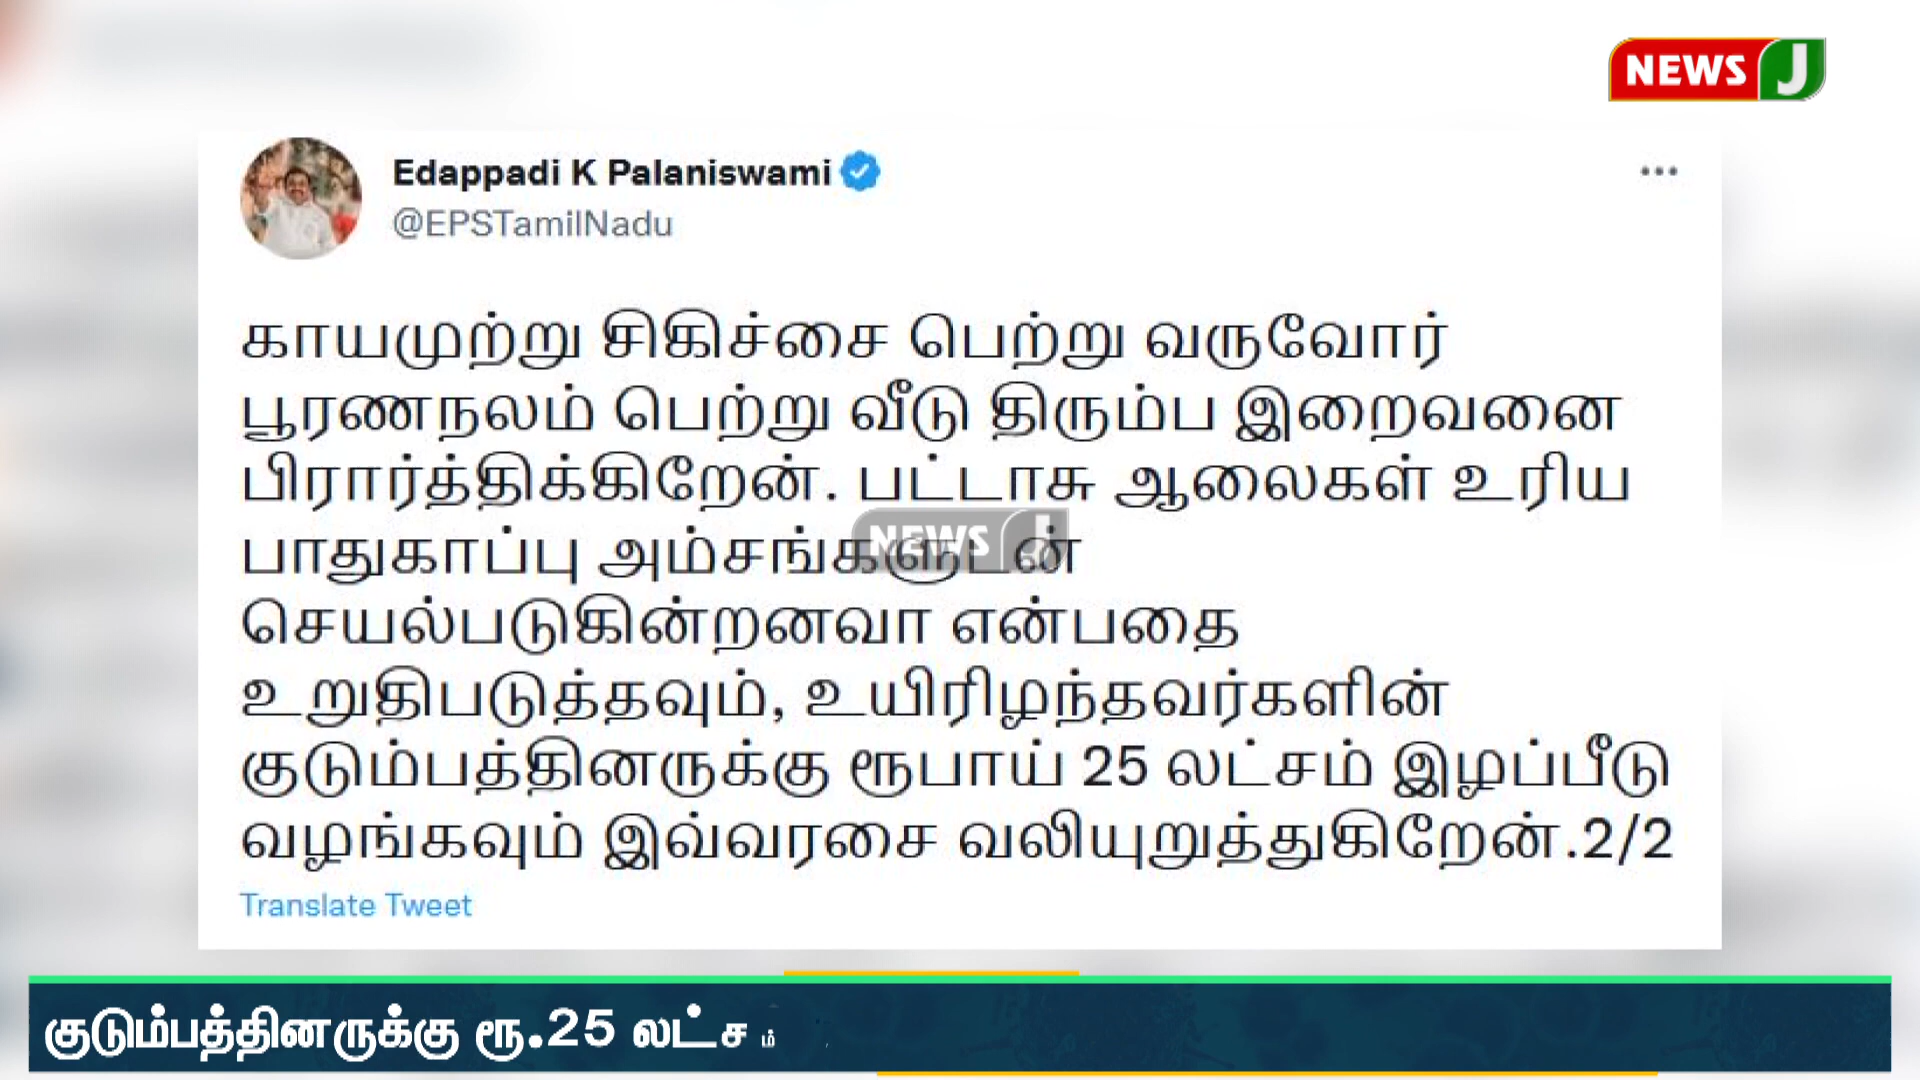 NEWS J
Edappadi K Palaniswami
@EPSTamilNadu
காயமுற்று சிகிச்சை பெற்று வருவோர்
பூரணநலம் பெற்று வீடு திரும்ப இறைவனை
பிரார்த்திக்கிறேன். பட்டாசு ஆலைகள் உரிய
பாதுகாப்பு அம்சங்களுடன்
NEWS J
செயல்படுகின்றனவா என்பதை
உறுதிபடுத்தவும், உயிரிழந்தவர்களின்
குடும்பத்தினருக்கு ரூபாய் 25 லட்சம் இழப்பீடு
வழங்கவும் இவ்வரசை வலியுறுத்துகிறேன்.2/2
Translate Tweet
குடும்பத்தினருக்கு ரூ.25 லட்சம்